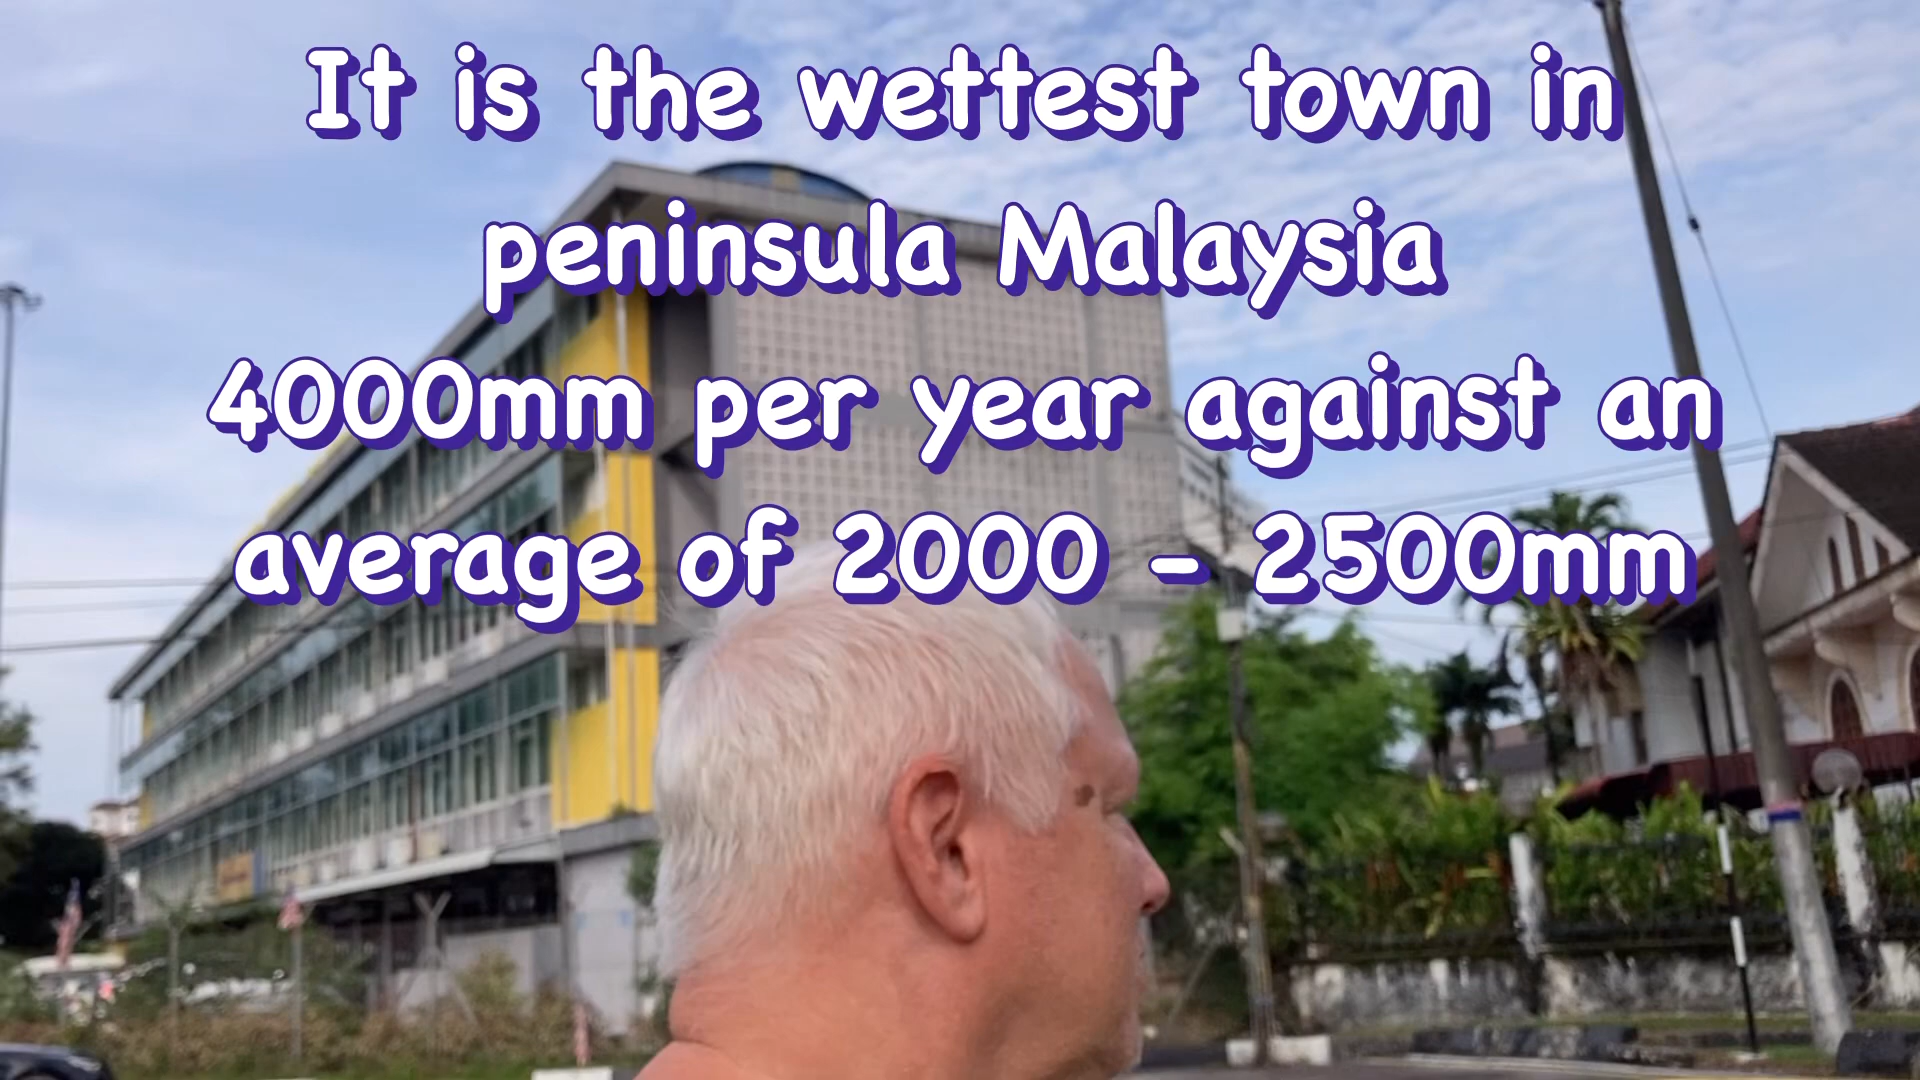 It is the wettest town in
peninsula Malaysia
4000mm per year against an
average of 2000 - 2500mm